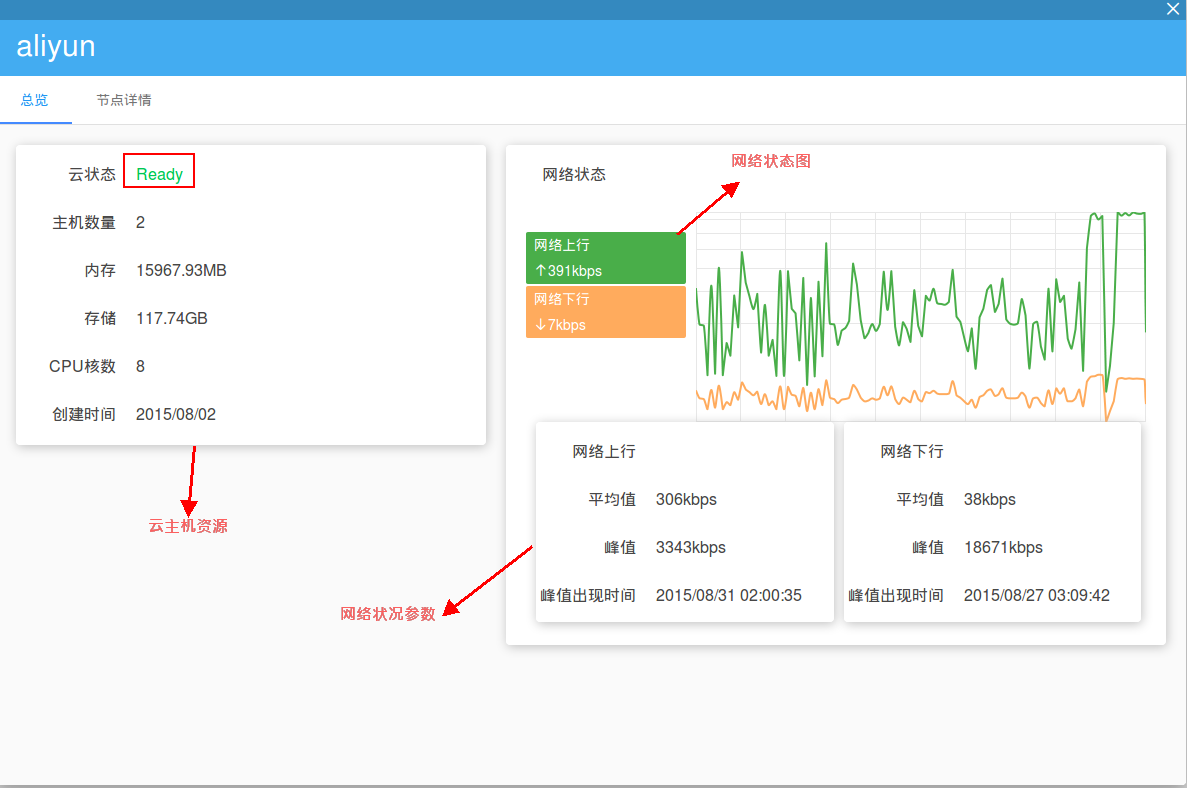 aliyun
总览
节点详情
云状态 Ready
主机数量 2
内存 15967.93MB
存储 117.74GB
CPU核数 8
创建时间 2015/08/02
云主机资源
网络状态
网络状态图
网络上行
↑391kbps
网络下行
↓7kbps
网络上行
平均值 306kbps
峰值 3343kbps
峰值出现时间 2015/08/31 02:00:35
网络下行
平均值 38kbps
峰值 18671kbps
峰值出现时间 2015/08/27 03:09:42
网络状况参数